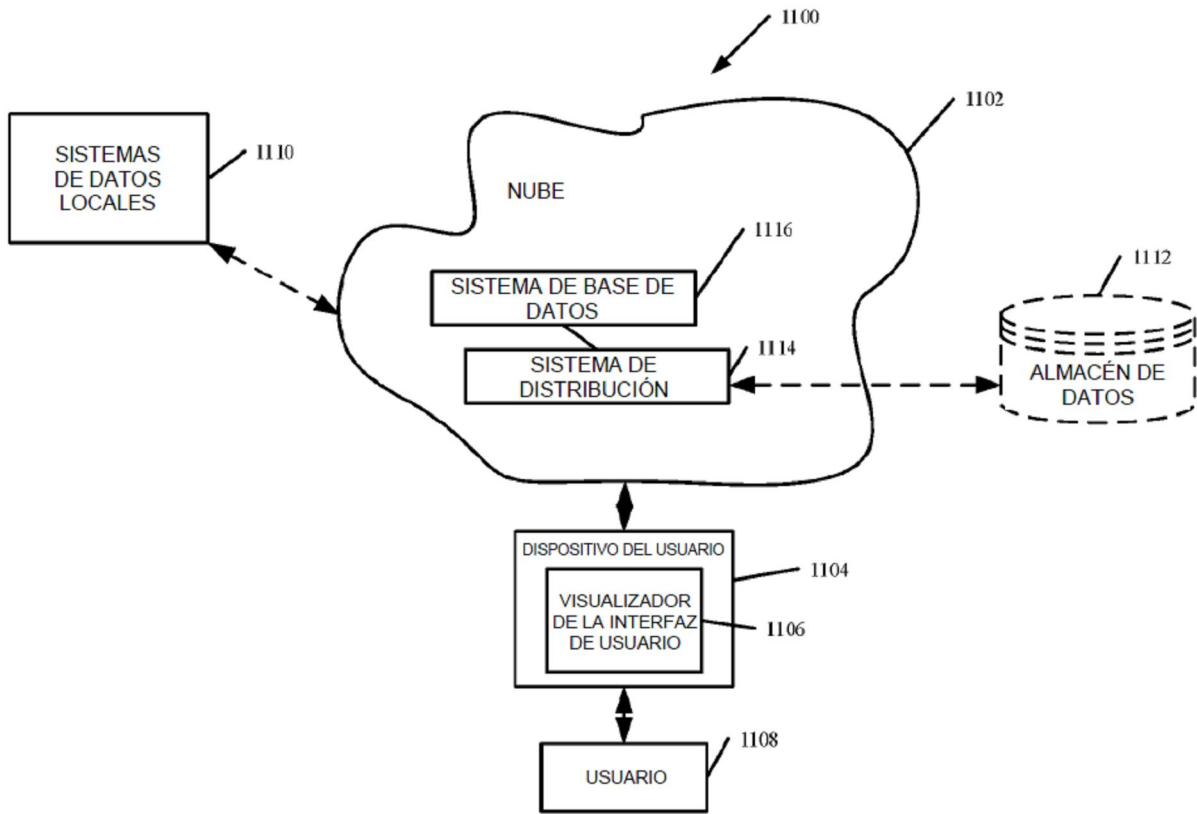 1100
1102
SISTEMAS
DE DATOS
LOCALES
1110
NUBE
1116
SISTEMA DE BASE DE
DATOS
1112
1114
SISTEMA DE
DISTRIBUCIÓN
ALMACÉN DE
DATOS
DISPOSITIVO DEL USUARIO
1104
VISUALIZADOR
DE LA INTERFAZ
DE USUARIO
1106
1108
USUARIO